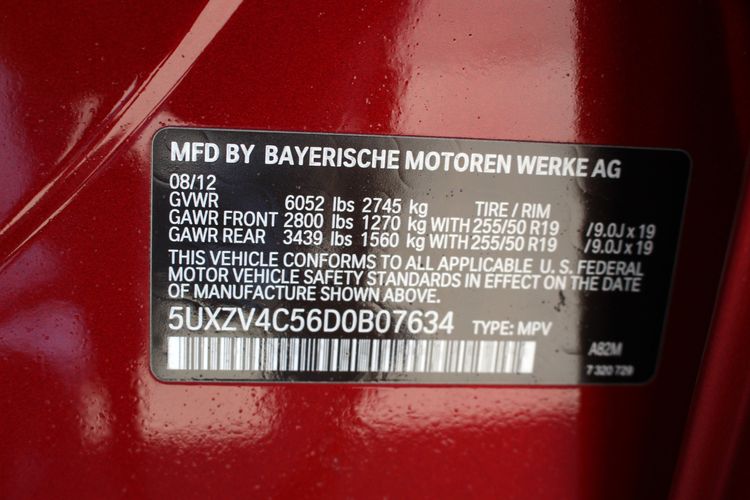 MFD BY BAYERISCHE MOTOREN WERKE AG
08/12
GVWR 6052 lbs 2745 kg TIRE / RIM
GAWR FRONT 2800 lbs 1270 kg WITH 255/50 R19 /9.0J x 19
GAWR REAR 3439 lbs 1560 kg WITH 255/50 R19 /9.0J x 19
THIS VEHICLE CONFORMS TO ALL APPLICABLE U. S. FEDERAL
MOTOR VEHICLE SAFETY STANDARDS IN EFFECT ON THE DATE
OF MANUFACTURE SHOWN ABOVE.
5UXZV4C56D0B07634 TYPE: MPV
A82M
7 320 729